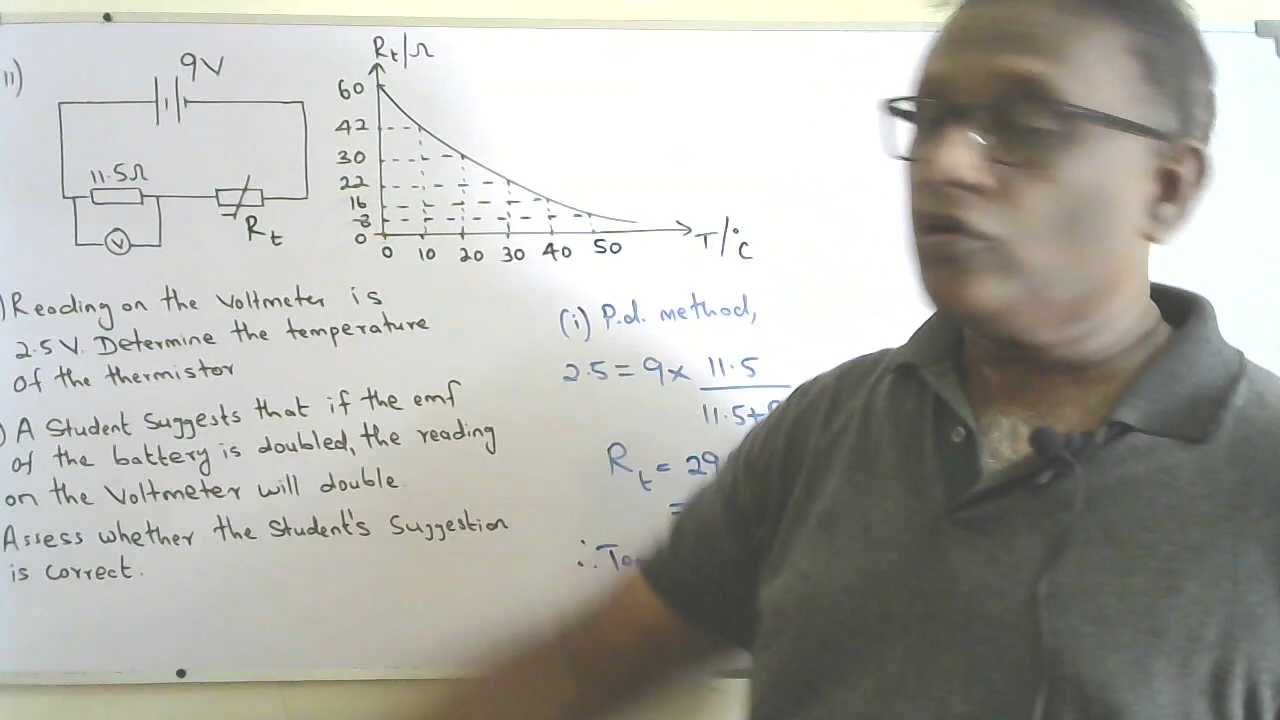 11)
9V
11.5Ω
V
Rt
Rt/Ω
60
42
30
22
16
8
0
0 10 20 30 40 50
T/°C
) Reading on the voltmeter is
2.5 V. Determine the temperature
of the thermistor
) A Student Suggests that if the emf
of the battery is doubled, the reading
on the voltmeter will double.
Assess whether the Student's Suggestion
is correct.
(i) P.d. method,
2.5 = 9 × 11.5
11.5+
Rt = 29
=
∴